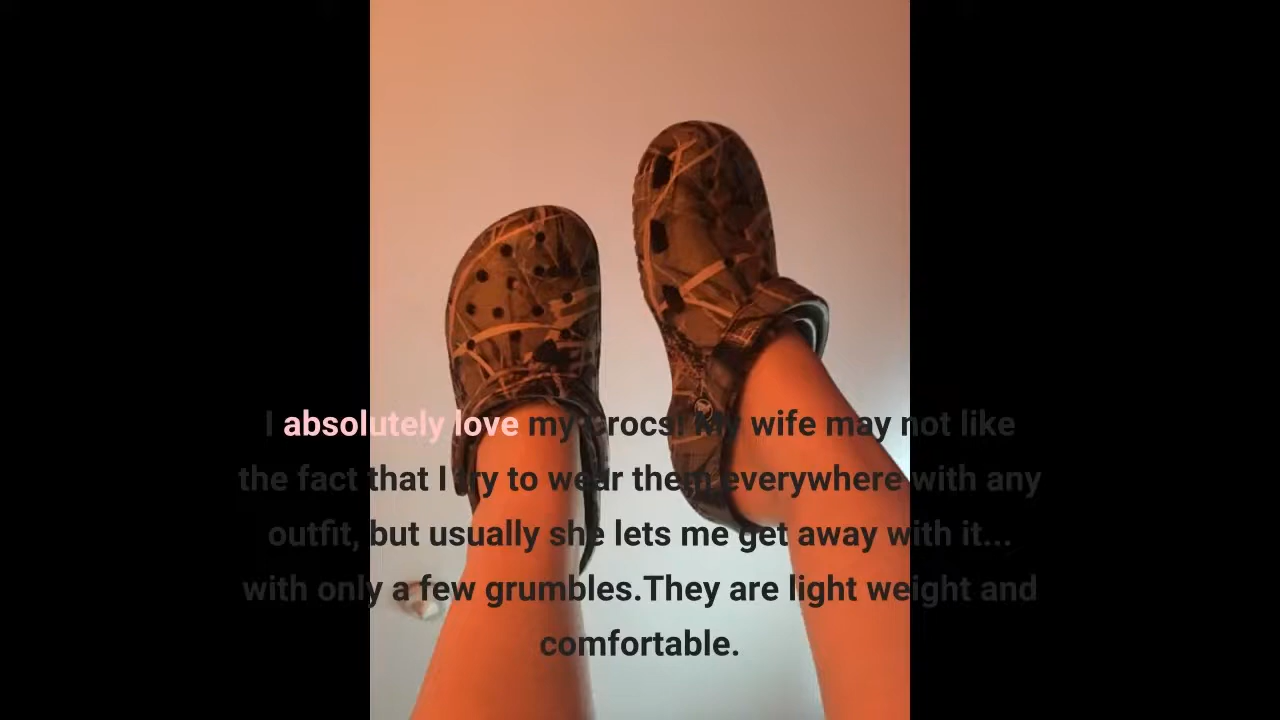 I absolutely love my crocs! My wife may not like
the fact that I try to wear them everywhere with any
outfit, but usually she lets me get away with it...
with only a few grumbles.They are light weight and
comfortable.